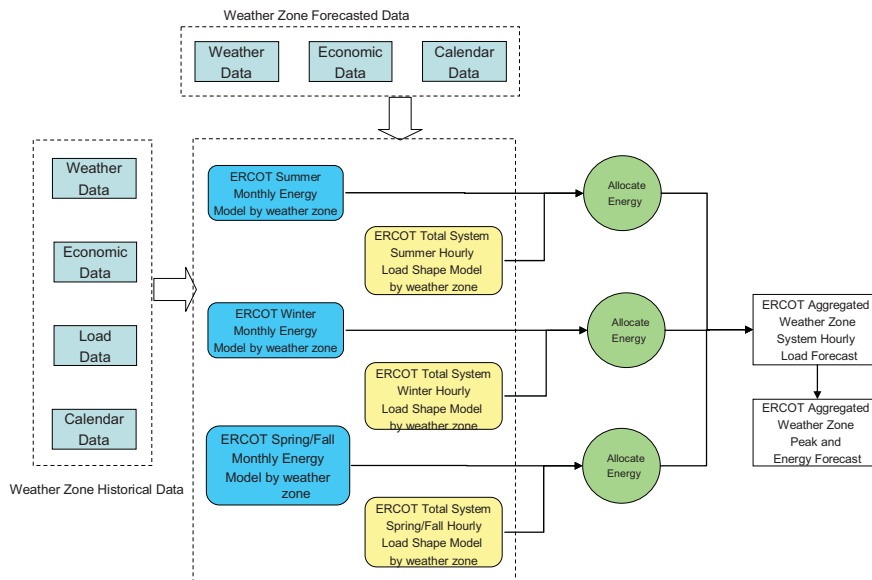 Weather Zone Forecasted Data
Weather
Data
Economic
Data
Calendar
Data
Weather
Data
Economic
Data
Load
Data
Calendar
Data
Weather Zone Historical Data
ERCOT Summer
Monthly Energy
Model by weather zone
ERCOT Total System
Summer Hourly
Load Shape Model
by weather zone
Allocate
Energy
ERCOT Winter
Monthly Energy
Model by weather zone
ERCOT Total System
Winter Hourly
Load Shape Model
by weather zone
Allocate
Energy
ERCOT Spring/Fall
Monthly Energy
Model by weather
zone
ERCOT Total System
Spring/Fall Hourly
Load Shape Model
by weather zone
Allocate
Energy
ERCOT Aggregated
Weather Zone
System Hourly
Load Forecast
ERCOT Aggregated
Weather Zone
Peak and
Energy Forecast